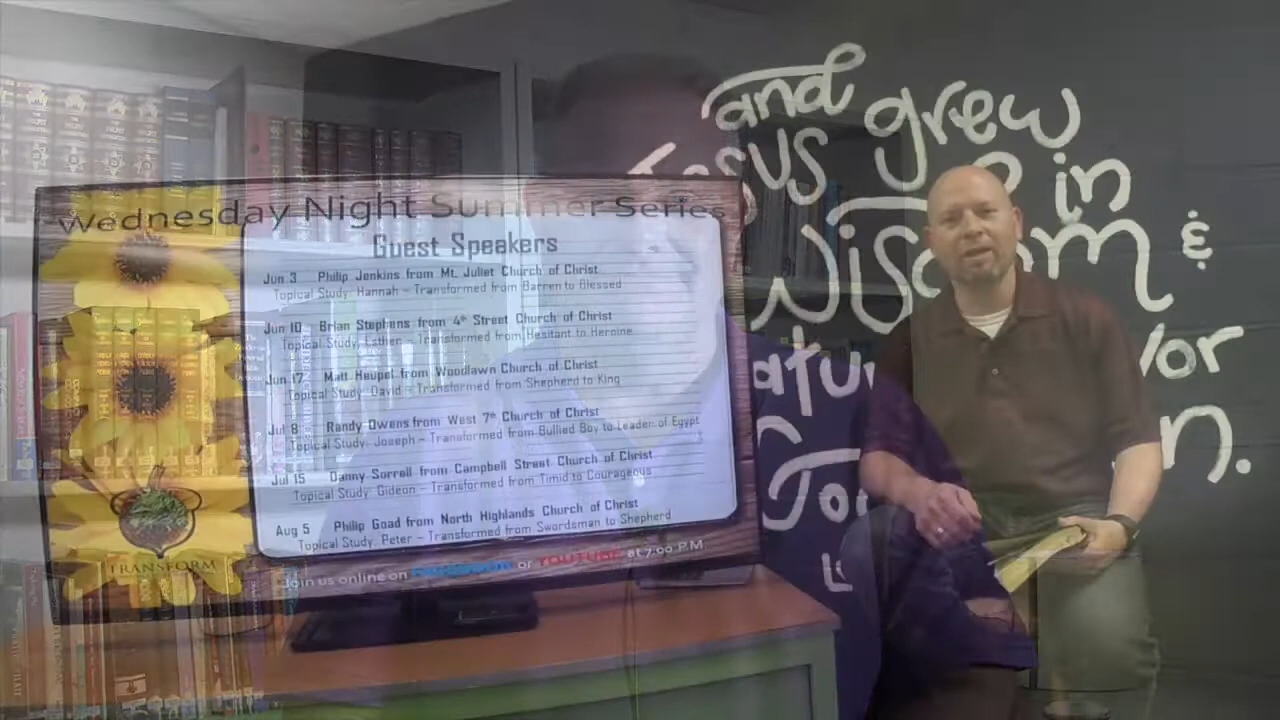 Wednesday Night Summer Series
Guest Speakers
Jun 3 Philip Jenkins from Mt. Juliet Church of Christ
Topical Study: Hannah - Transformed from Barren to Blessed
Jun 10 Brian Stephens from 4th Street Church of Christ
Topical Study: Esther - Transformed from Hesitant to Heroine
Jun 17 Matt Heupel from Woodlawn Church of Christ
Topical Study: David - Transformed from Shepherd to King
Jul 8 Randy Owens from West 7th Church of Christ
Topical Study: Joseph - Transformed from Bullied Boy to Leader of Egypt
Jul 15 Danny Sorrell from Campbell Street Church of Christ
Topical Study: Gideon - Transformed from Timid to Courageous
Aug 5 Philip Goad from North Highlands Church of Christ
Topical Study: Peter - Transformed from Swordsman to Shepherd
TRANSFORM
Join us online on FACEBOOK or YOUTUBE at 7:00 P.M
and
Jesus grew
in
Wisdom &